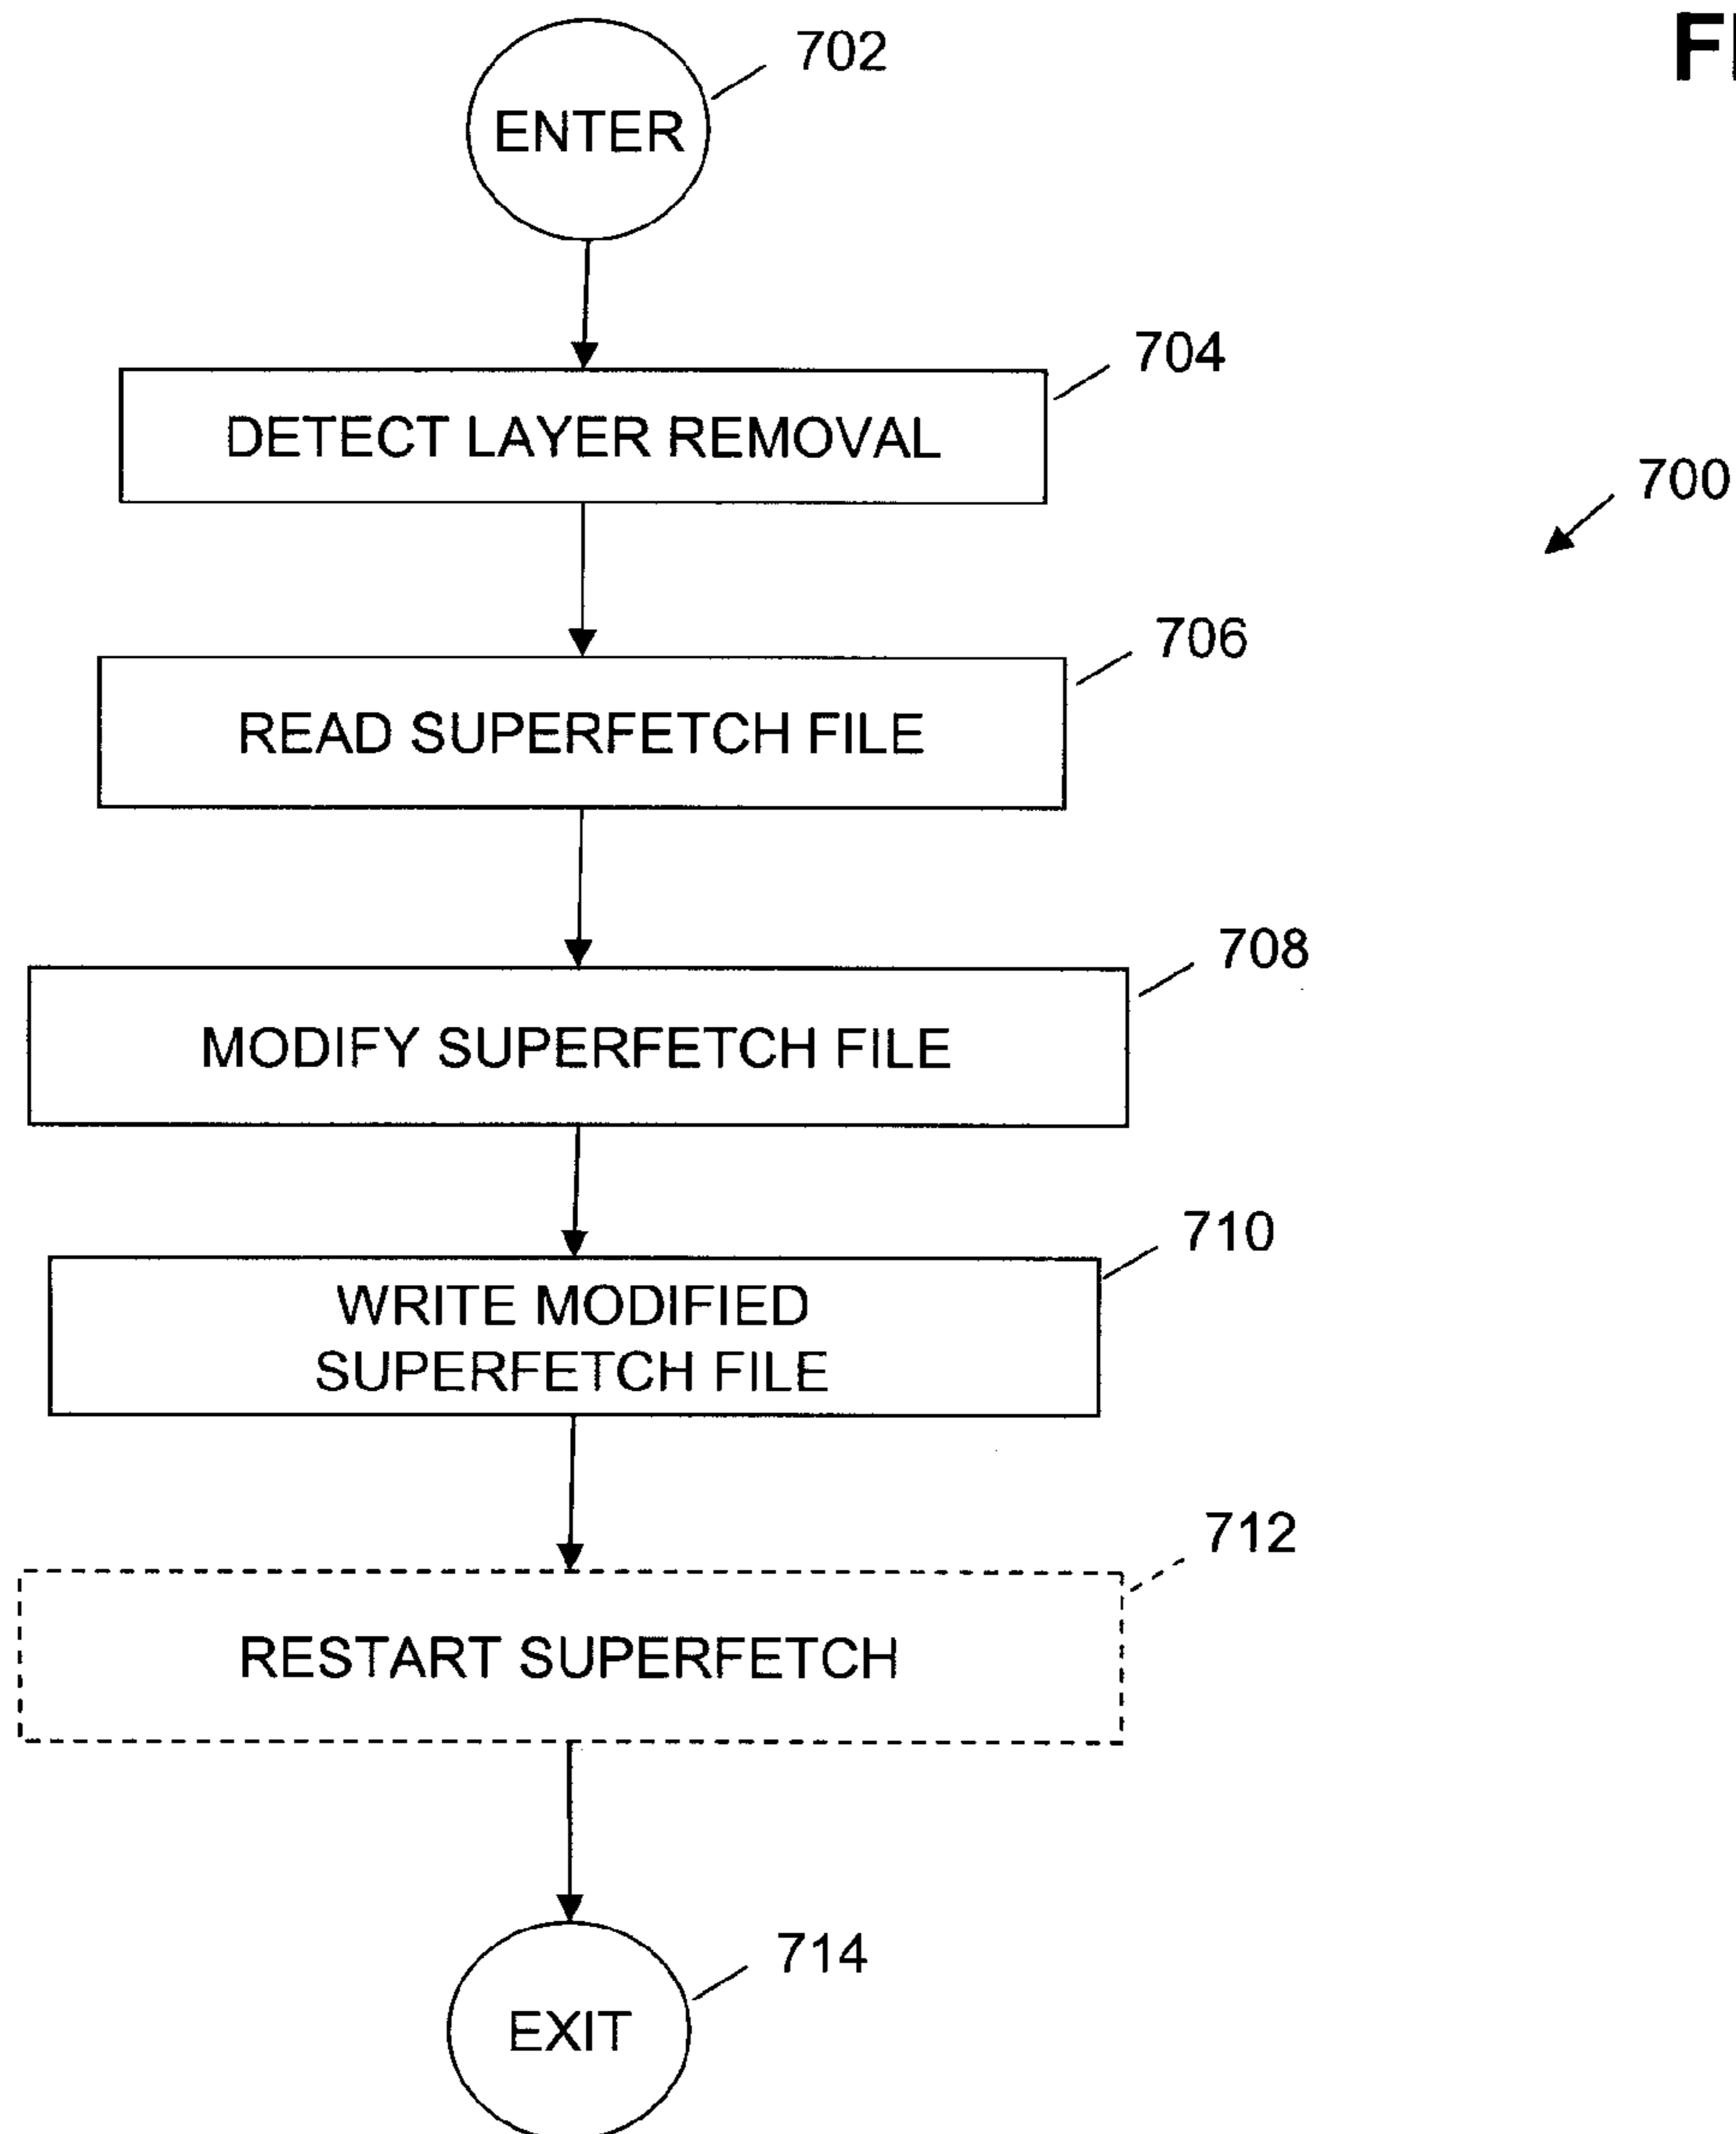 702
ENTER
704
DETECT LAYER REMOVAL
700
706
READ SUPERFETCH FILE
708
MODIFY SUPERFETCH FILE
710
WRITE MODIFIED
SUPERFETCH FILE
712
RESTART SUPERFETCH
714
EXIT